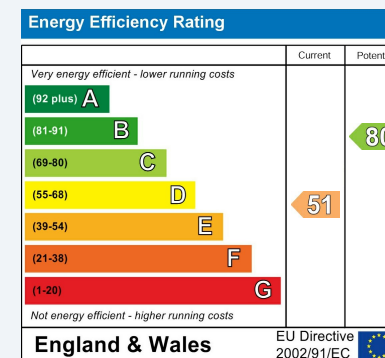 Energy Efficiency Rating
Current
Potent
Very energy efficient - lower running costs
(92 plus) A
(81-91) B
80
(69-80) C
(55-68) D
51
(39-54) E
(21-38) F
(1-20) G
Not energy efficient - higher running costs
England & Wales
EU Directive
2002/91/EC